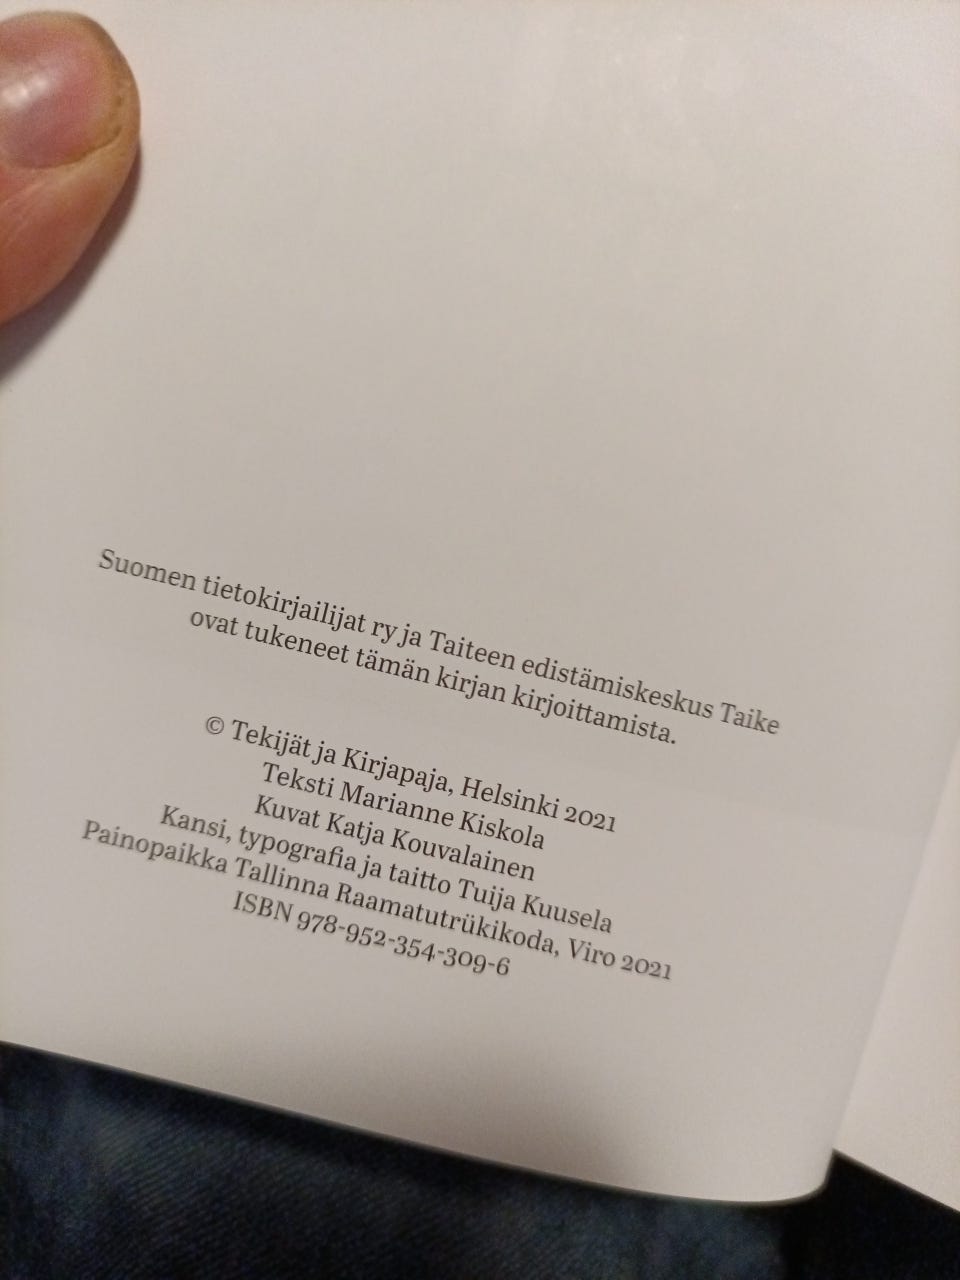 Suomen tietokirjailijat ry ja Taiteen edistämiskeskus Taike
ovat tukeneet tämän kirjan kirjoittamista.
© Tekijät ja Kirjapaja, Helsinki 2021
Teksti Marianne Kiskola
Kuvat Katja Kouvalainen
Kansi, typografia ja taitto Tuija Kuusela
Painopaikka Tallinna Raamatutrükikoda, Viro 2021
ISBN 978-952-354-309-6